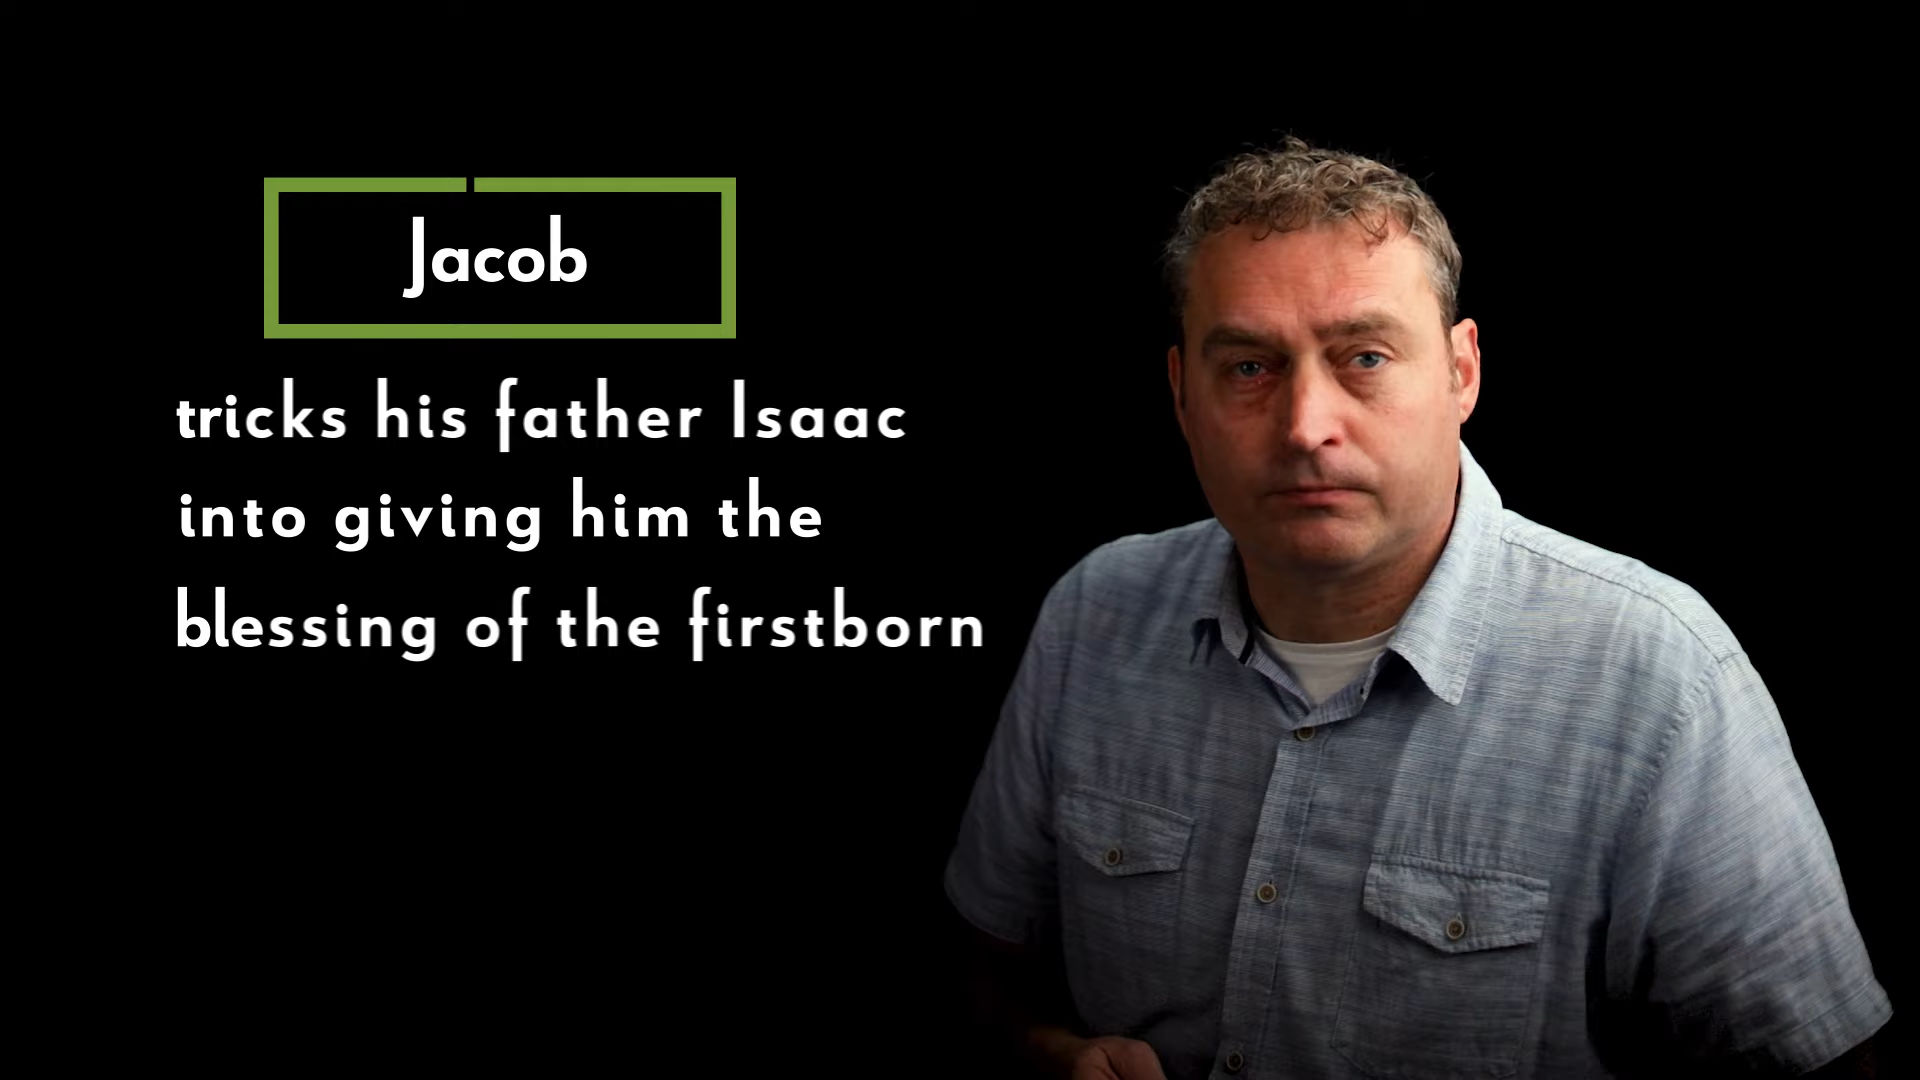 Jacob
tricks his father Isaac
into giving him the
blessing of the firstborn